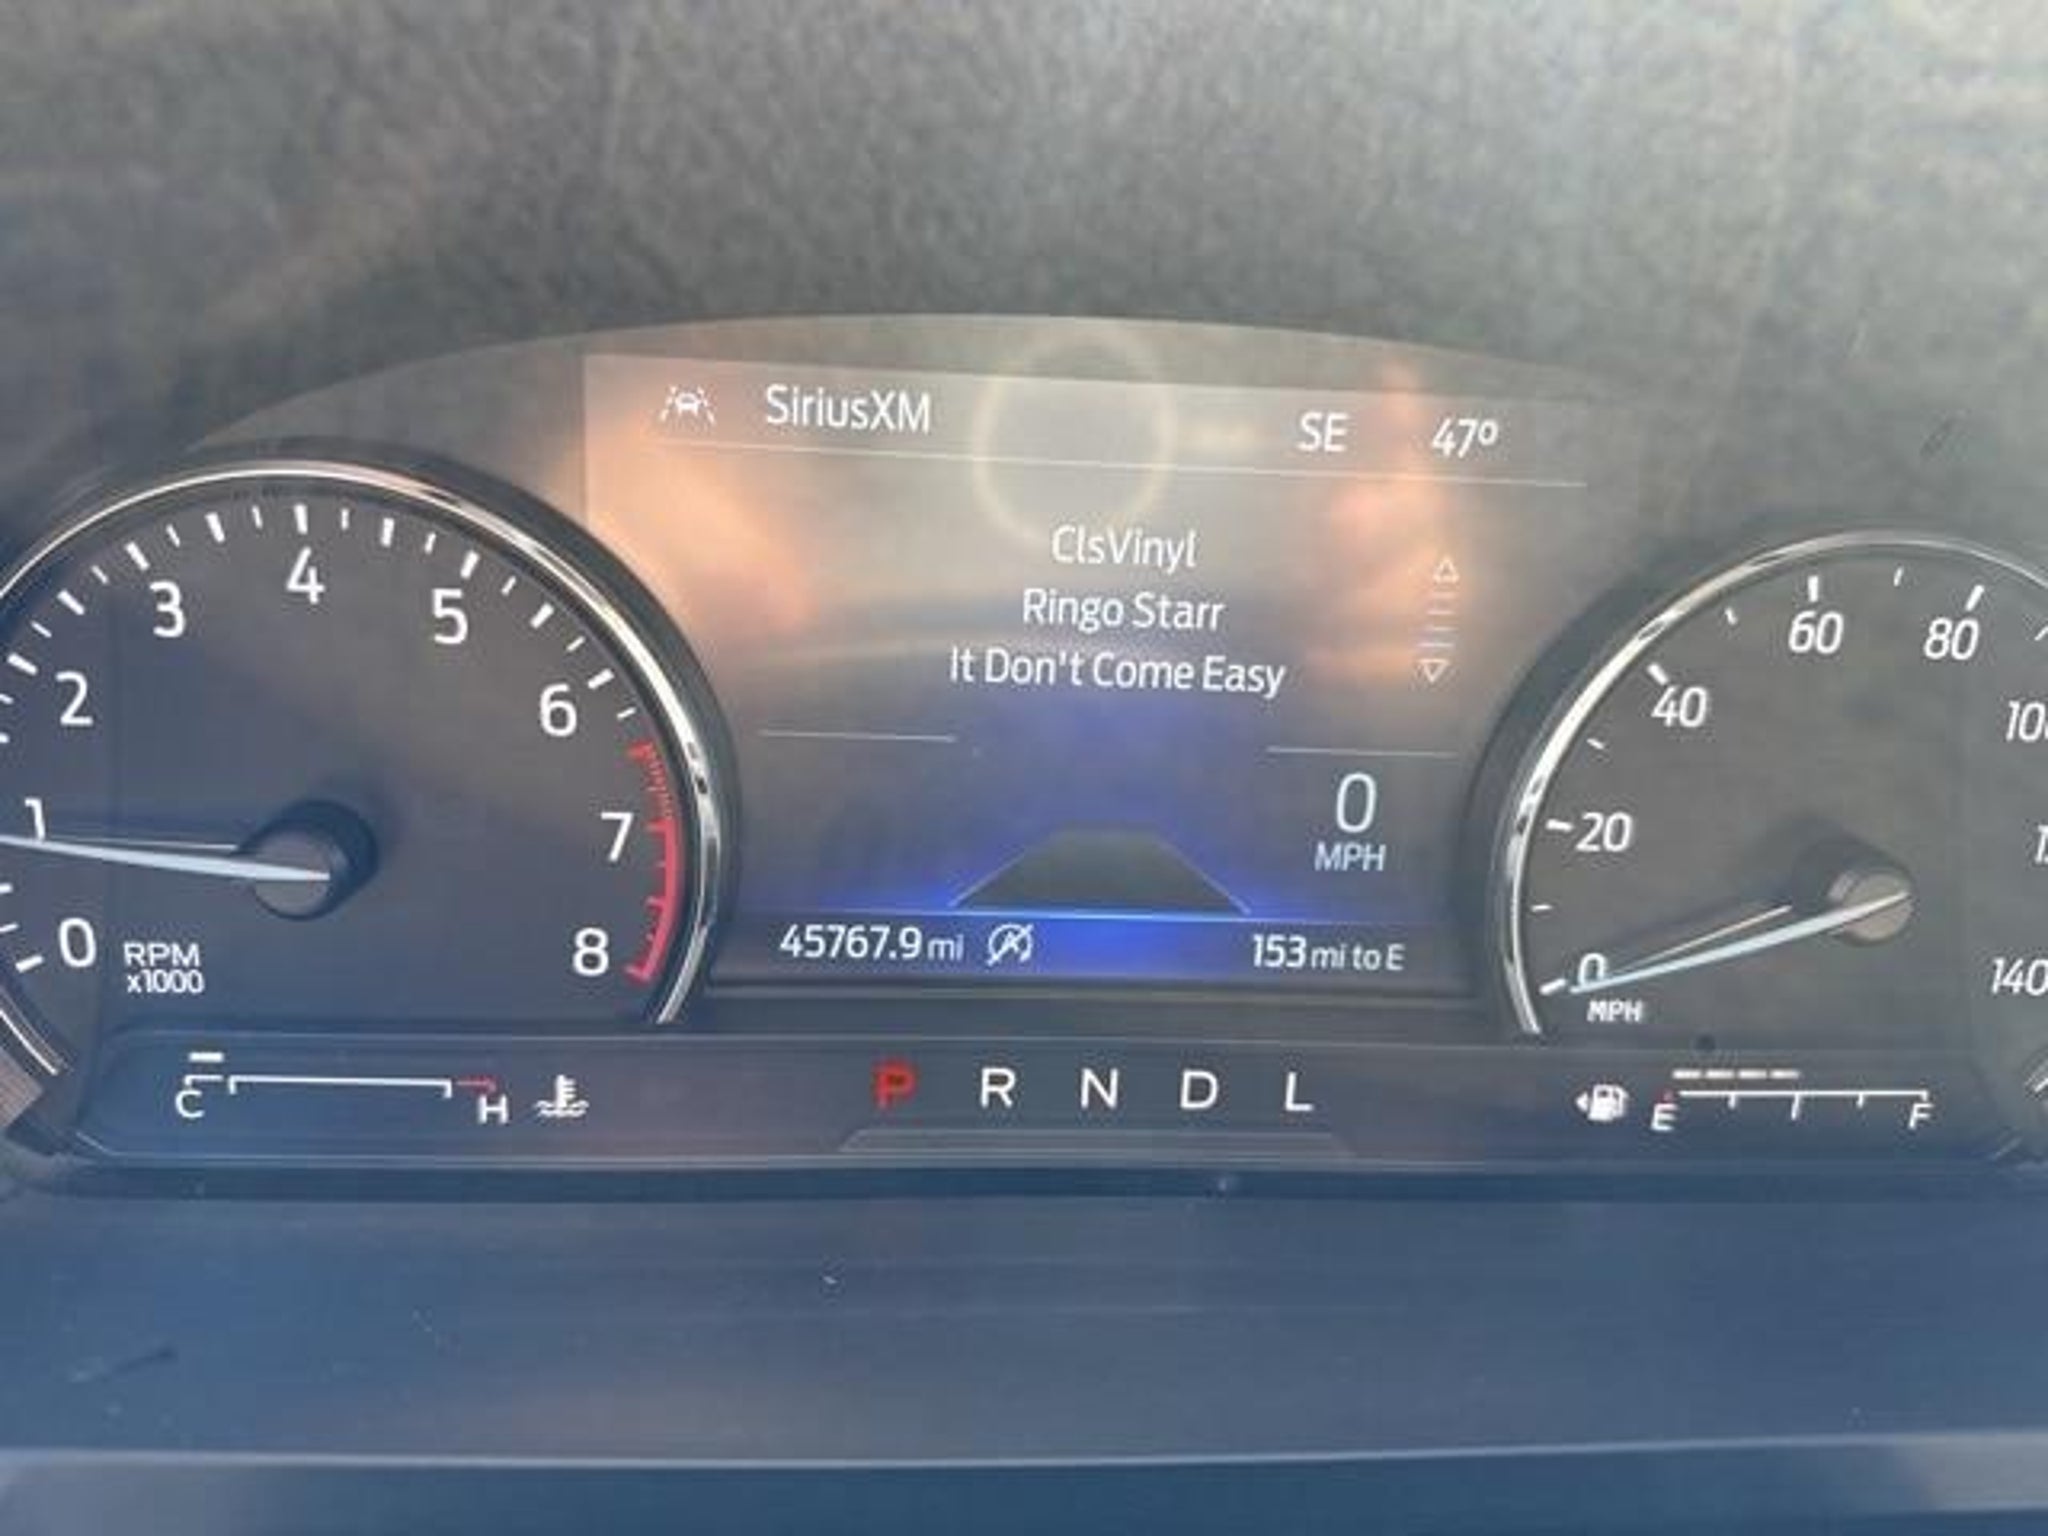 SiriusXM SE 47º
ClsVinyl
Ringo Starr
It Don't Come Easy
0
MPH
45767.9 mi 153 mi to E
0 1 2 3 4 5 6 7 8
RPM
x1000
0 20 40 60 80
140
MPH
C H
P R N D L
E F